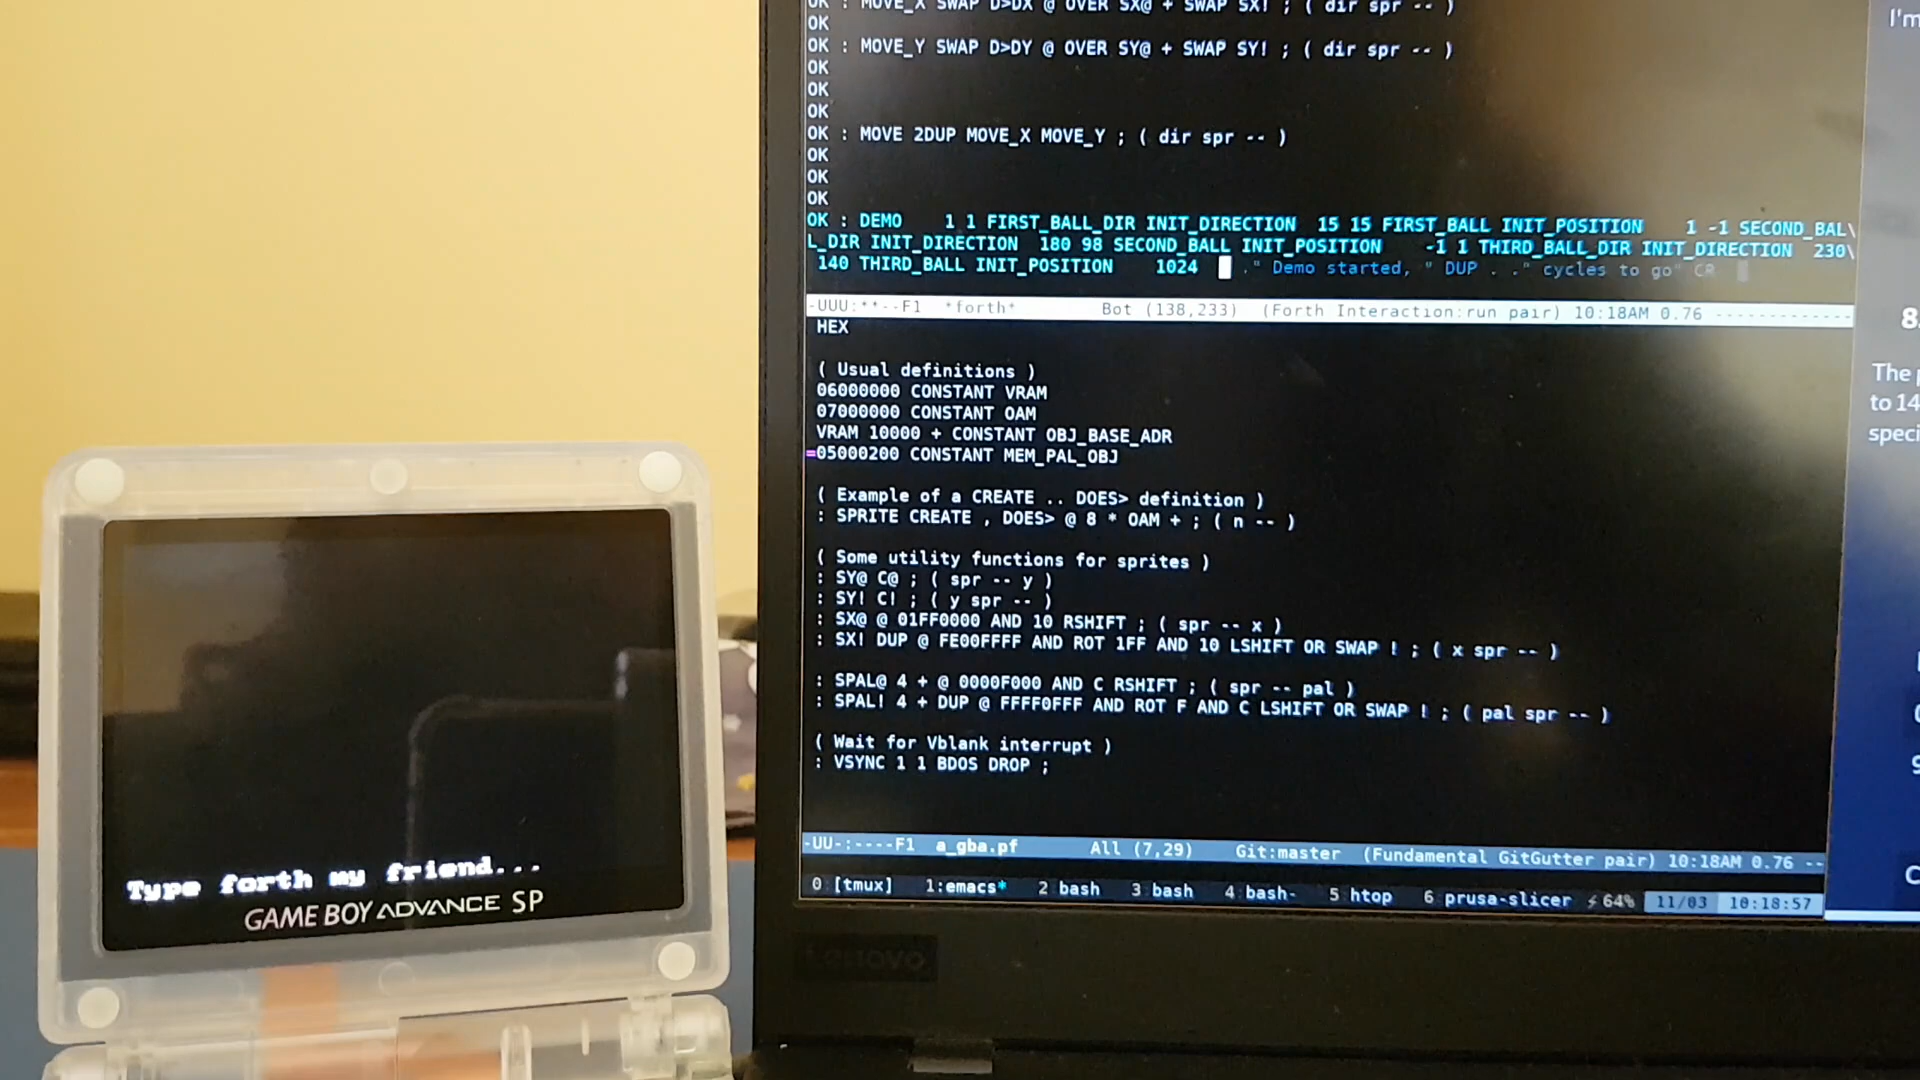 OK : MOVE_X SWAP D>DX @ OVER SX@ + SWAP SX! ; ( dir spr -- )
OK
OK : MOVE_Y SWAP D>DY @ OVER SY@ + SWAP SY! ; ( dir spr -- )
OK
OK
OK
OK : MOVE 2DUP MOVE_X MOVE_Y ; ( dir spr -- )
OK
OK
OK
OK : DEMO 1 1 FIRST_BALL_DIR INIT_DIRECTION 15 15 FIRST_BALL INIT_POSITION 1 -1 SECOND_BAL\
L_DIR INIT_DIRECTION 180 98 SECOND_BALL INIT_POSITION -1 1 THIRD_BALL_DIR INIT_DIRECTION 230\
140 THIRD_BALL INIT_POSITION 1024 ." Demo started, " DUP . ." cycles to go" CR
-UUU:**--F1 *forth* Bot (138,233) (Forth Interaction:run pair) 10:18AM 0.76 -------------
HEX
( Usual definitions )
06000000 CONSTANT VRAM
07000000 CONSTANT OAM
VRAM 10000 + CONSTANT OBJ_BASE_ADR
=05000200 CONSTANT MEM_PAL_OBJ
( Example of a CREATE .. DOES> definition )
: SPRITE CREATE , DOES> @ 8 * OAM + ; ( n -- )
( Some utility functions for sprites )
: SY@ C@ ; ( spr -- y )
: SY! C! ; ( y spr -- )
: SX@ @ 01FF0000 AND 10 RSHIFT ; ( spr -- x )
: SX! DUP @ FE00FFFF AND ROT 1FF AND 10 LSHIFT OR SWAP ! ; ( x spr -- )
: SPAL@ 4 + @ 0000F000 AND C RSHIFT ; ( spr -- pal )
: SPAL! 4 + DUP @ FFFF0FFF AND ROT F AND C LSHIFT OR SWAP ! ; ( pal spr -- )
( Wait for Vblank interrupt )
: VSYNC 1 1 BDOS DROP ;
-UU-:----F1 a_gba.pf All (7,29) Git:master (Fundamental GitGutter pair) 10:18AM 0.76 --
0 [tmux] 1:emacs* 2 bash 3 bash 4 bash- 5 htop 6 prusa-slicer ⚡64% 11/03 10:18:57
Lenovo
I'm
8.
The p
to 14
speci
Type forth my friend...
GAME BOY ADVANCE SP